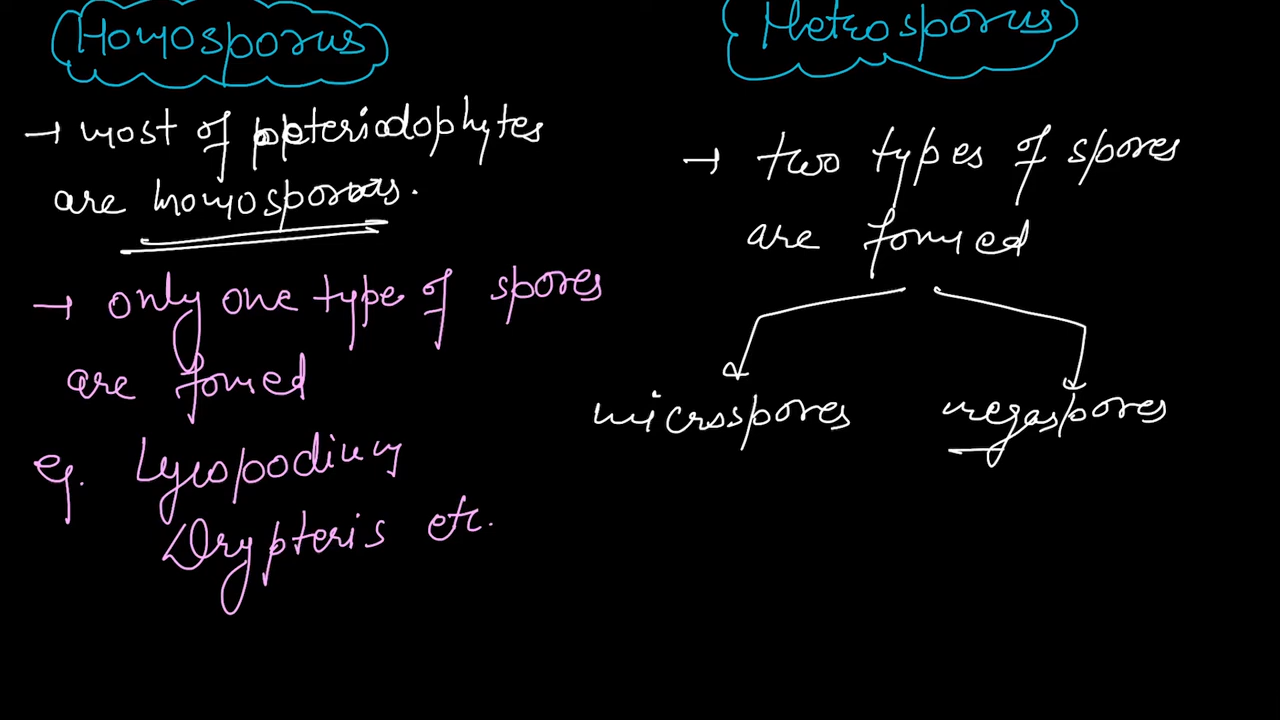 Homosporus
→ most of ppteriodophytes
are homosporous.
→ only one type of spores
are formed
eg. Lycopodium
Drypteris etc.
Hetrosporus
→ two types of spores
are formed
microspores megaspores